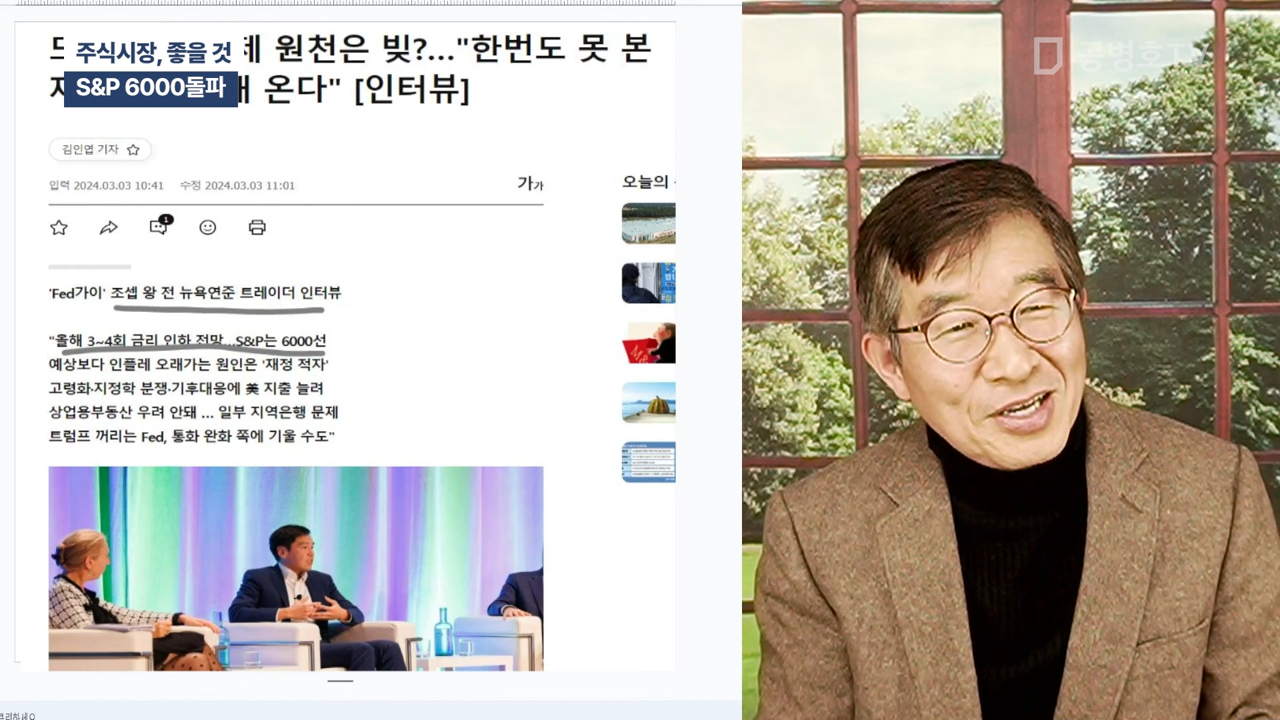 주식시장, 좋을 것
S&P 6000돌파
원천은 빚?..."한번도 못 본
온다" [인터뷰]
김인엽 기자
입력 2024.03.03 10:41 수정 2024.03.03 11:01
가가
오늘의
1
'Fed가이' 조셉 왕 전 뉴욕연준 트레이더 인터뷰
"올해 3~4회 금리 인하 전망...S&P는 6000선
예상보다 인플레 오래가는 원인은 '재정 적자'
고령화·지정학 분쟁·기후대응에 美 지출 늘려
상업용부동산 우려 안돼 ... 일부 지역은행 문제
트럼프 꺼리는 Fed, 통화 완화 쪽에 기울 수도"
공병호TV